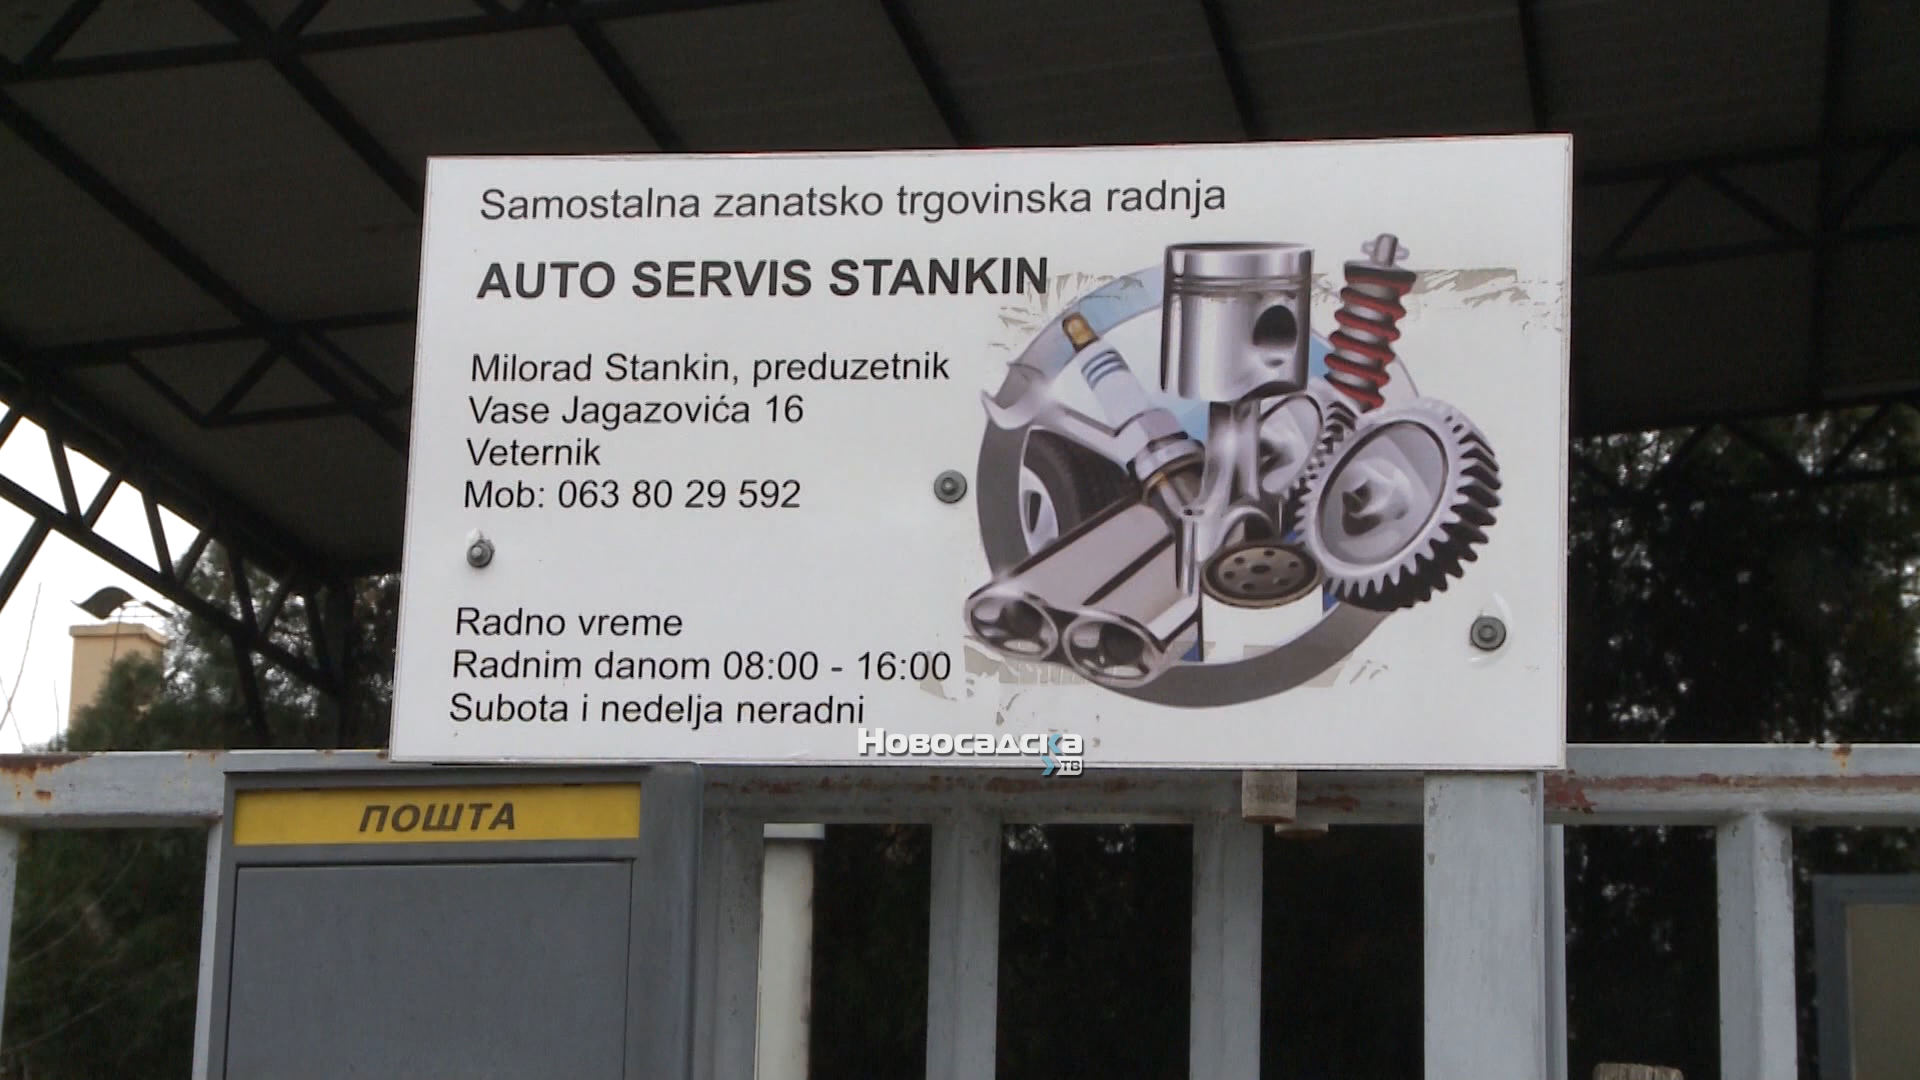 Samostalna zanatsko trgovinska radnja
AUTO SERVIS STANKIN
Milorad Stankin, preduzetnik
Vase Jagazovića 16
Veternik
Mob: 063 80 29 592
Radno vreme
Radnim danom 08:00 - 16:00
Subota i nedelja neradni
Новосадска
ТВ
ПОШТА